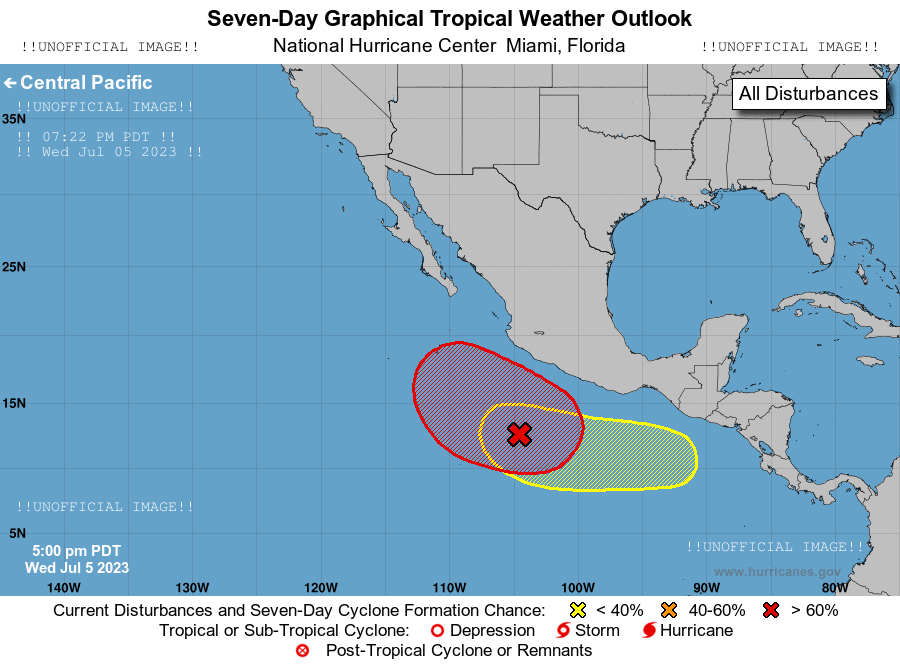 Seven-Day Graphical Tropical Weather Outlook
!!UNOFFICIAL IMAGE!! National Hurricane Center Miami, Florida !!UNOFFICIAL IMAGE!!
← Central Pacific
All Disturbances
!!UNOFFICIAL IMAGE!!
35N
!! 07:22 PM PDT !!
!! Wed Jul 05 2023 !!
25N
15N
!!UNOFFICIAL IMAGE!!
5N
5:00 pm PDT
Wed Jul 5 2023
!!UNOFFICIAL IMAGE!!
www.hurricanes.gov
140W 130W 120W 110W 100W 90W 80W
Current Disturbances and Seven-Day Cyclone Formation Chance: < 40% 40-60% > 60%
Tropical or Sub-Tropical Cyclone: Depression Storm Hurricane
Post-Tropical Cyclone or Remnants